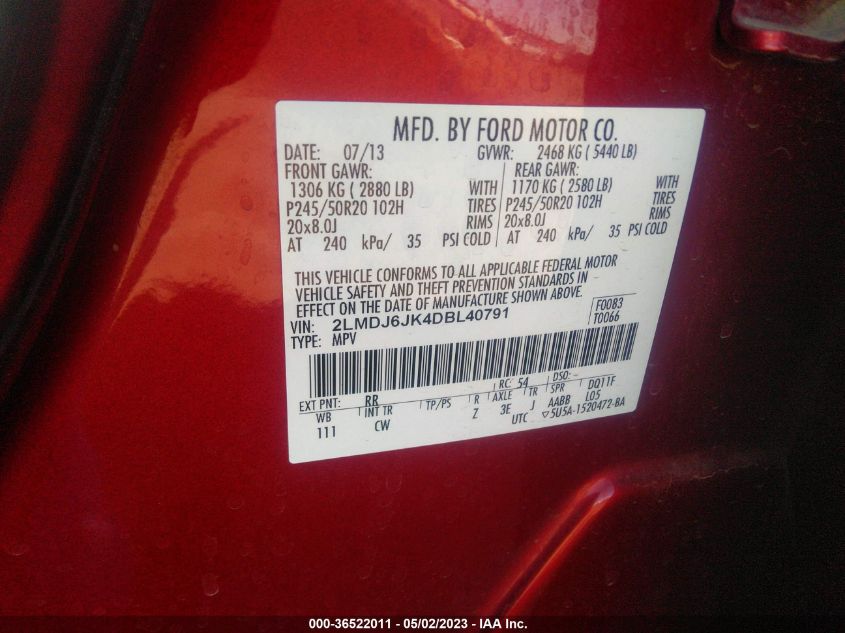 MFD. BY FORD MOTOR CO.
DATE: 07/13 GVWR: 2468 KG ( 5440 LB)
FRONT GAWR: REAR GAWR:
1306 KG ( 2880 LB) WITH 1170 KG ( 2580 LB) WITH
P245/50R20 102H TIRES P245/50R20 102H TIRES
20x8.0J RIMS 20x8.0J RIMS
AT 240 kPa/ 35 PSI COLD AT 240 kPa/ 35 PSI COLD
THIS VEHICLE CONFORMS TO ALL APPLICABLE FEDERAL MOTOR
VEHICLE SAFETY AND THEFT PREVENTION STANDARDS IN
EFFECT ON THE DATE OF MANUFACTURE SHOWN ABOVE.
VIN: 2LMDJ6JK4DBL40791 F0083
TYPE: MPV T0066
EXT PNT: RR RC: 54 DSO: -
WB INT TR TP/PS R AXLE TR SPR DQ11F
111 CW Z 3E J AABB L05
UTC ▽5U5A-1520472-BA
000-36522011 - 05/02/2023 - IAA Inc.